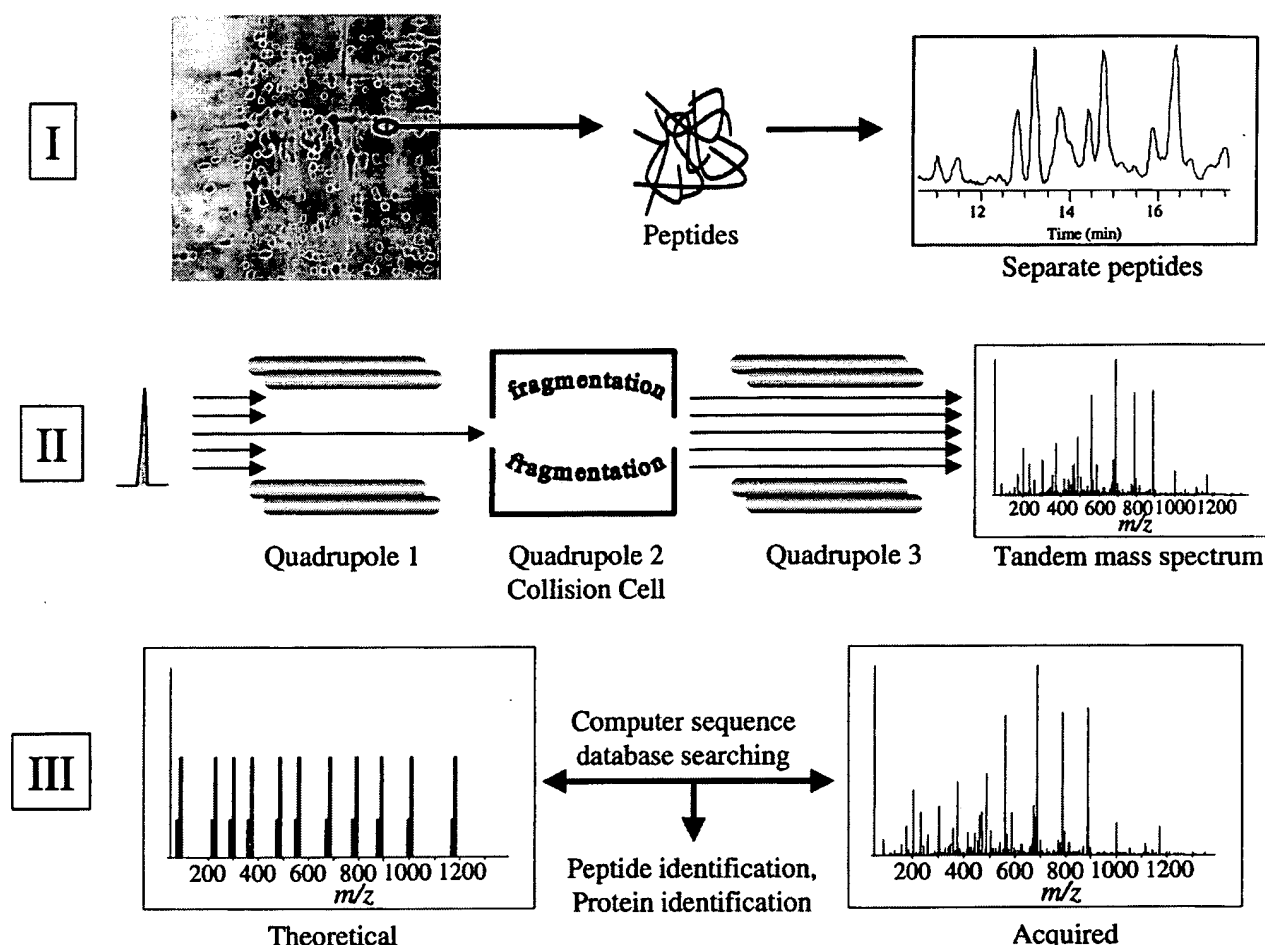 I
Peptides
12 14 16
Time (min)
Separate peptides
II
fragmentation
fragmentation
200 400 600 800 1000 1200
m/z
Quadrupole 1
Quadrupole 2
Collision Cell
Quadrupole 3
Tandem mass spectrum
III
Computer sequence
database searching
Peptide identification,
Protein identification
200 400 600 800 1000 1200
m/z
Theoretical
200 400 600 800 1000 1200
m/z
Acquired